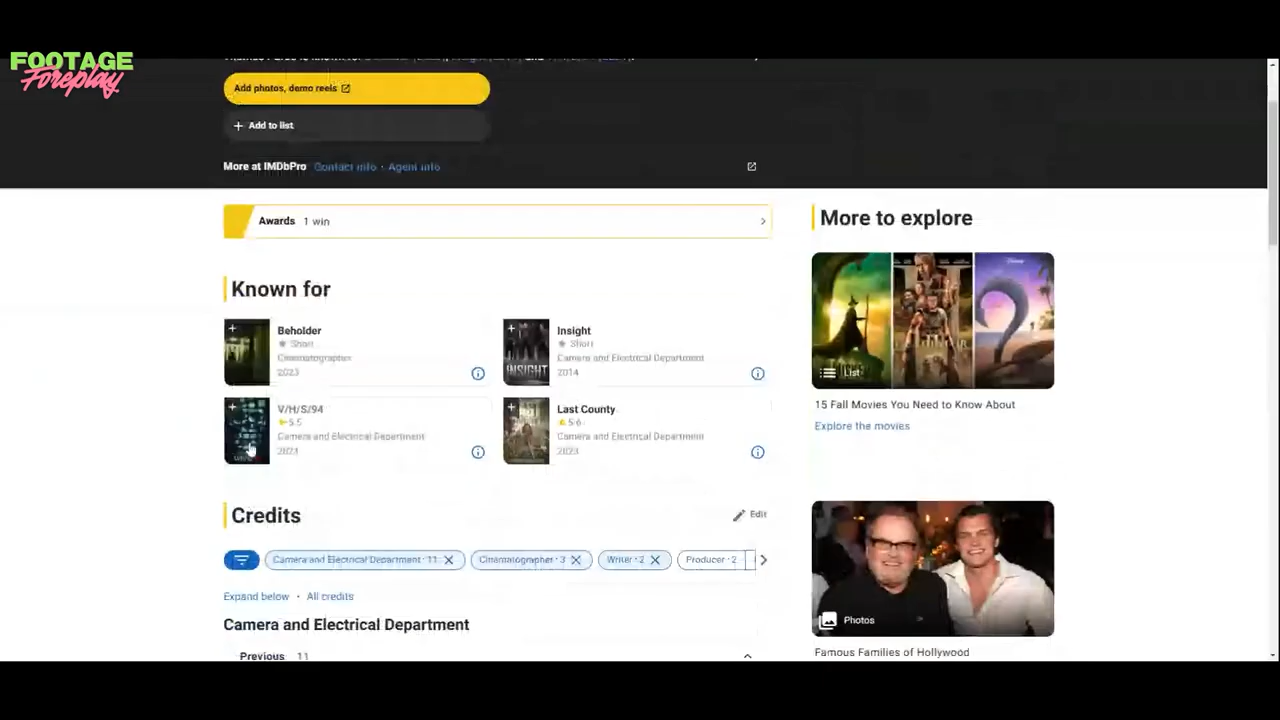 FOOTAGE
Foreplay
Add photos, demo reels
Add to list
More at IMDbPro Contact info · Agent info
Awards 1 win
More to explore
Known for
Beholder
Short
Cinematographer
2023
Insight
Short
Camera and Electrical Department
2014
INSIGHT
V/H/S/94
5.5
Camera and Electrical Department
2021
Last County
5.6
Camera and Electrical Department
2023
List
15 Fall Movies You Need to Know About
Explore the movies
Credits
Edit
Camera and Electrical Department · 11
Cinematographer · 3
Writer · 2
Producer · 2
Expand below · All credits
Camera and Electrical Department
Previous 11
Photos
Famous Families of Hollywood